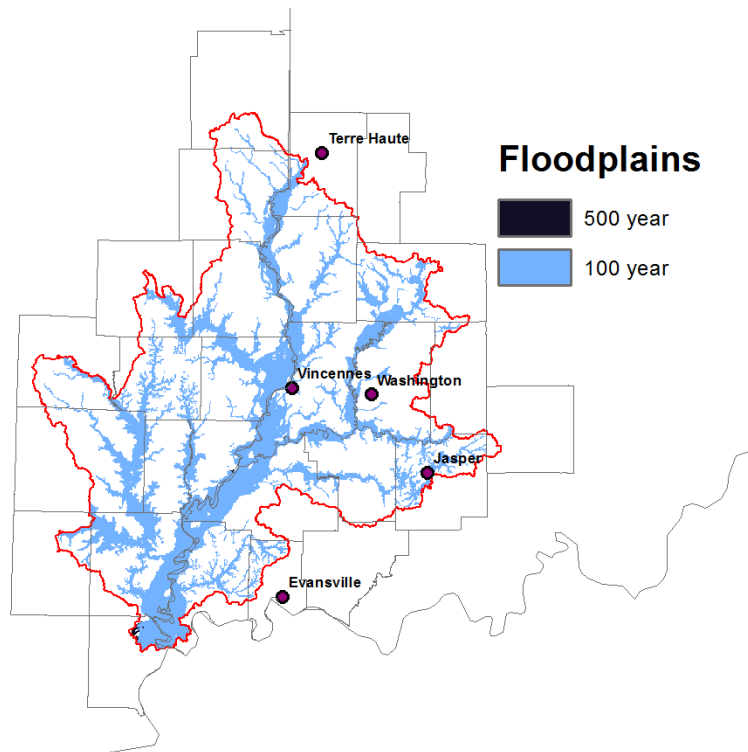 Terre Haute
Floodplains
500 year
100 year
Vincennes
Washington
Jasper
Evansville